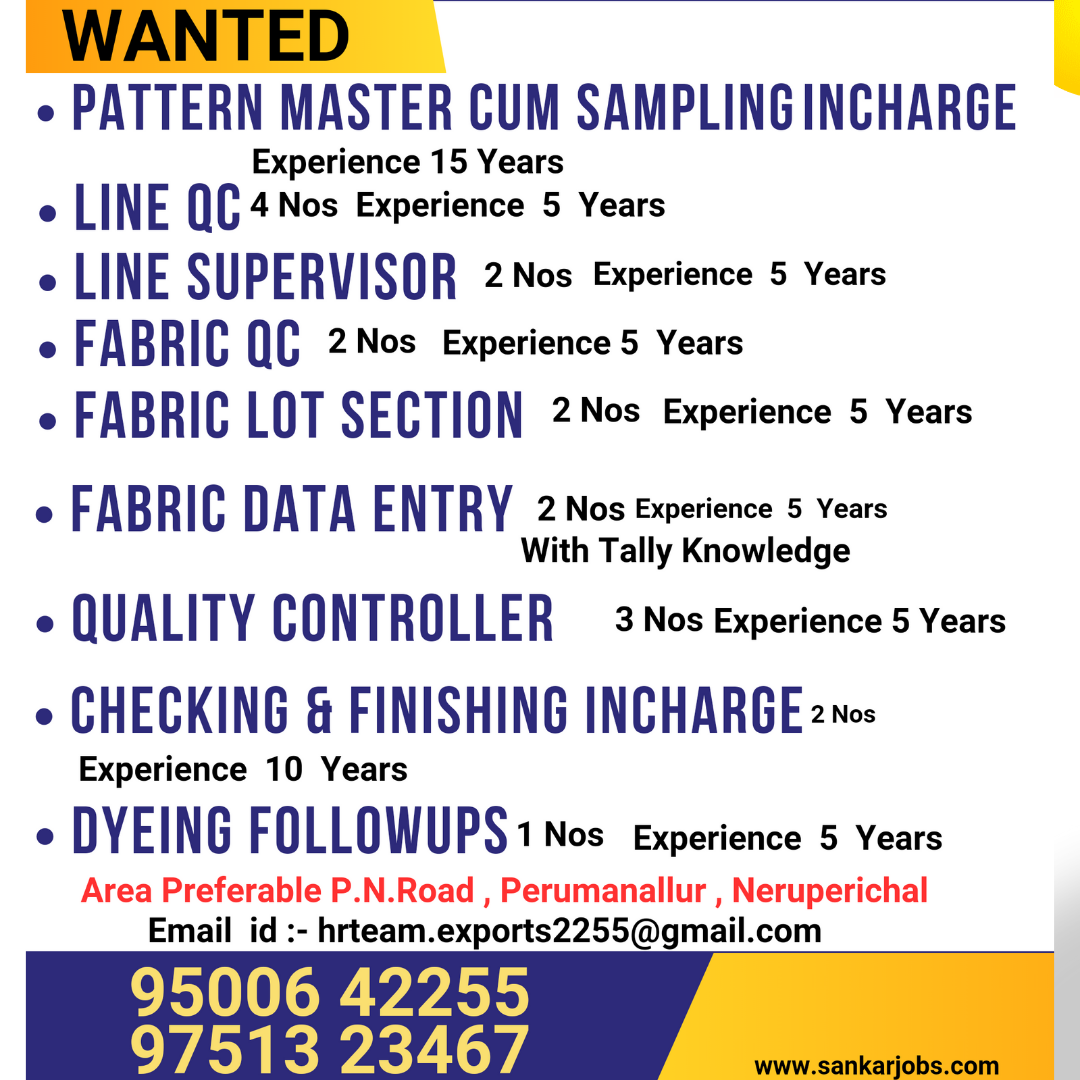 WANTED
• PATTERN MASTER CUM SAMPLING INCHARGE
Experience 15 Years
• LINE QC 4 Nos Experience 5 Years
• LINE SUPERVISOR 2 Nos Experience 5 Years
• FABRIC QC 2 Nos Experience 5 Years
• FABRIC LOT SECTION 2 Nos Experience 5 Years
• FABRIC DATA ENTRY 2 Nos Experience 5 Years
With Tally Knowledge
• QUALITY CONTROLLER 3 Nos Experience 5 Years
• CHECKING & FINISHING INCHARGE 2 Nos
Experience 10 Years
• DYEING FOLLOWUPS 1 Nos Experience 5 Years
Area Preferable P.N.Road , Perumanallur , Neruperichal
Email id :- hrteam.exports2255@gmail.com
95006 42255
97513 23467
www.sankarjobs.com